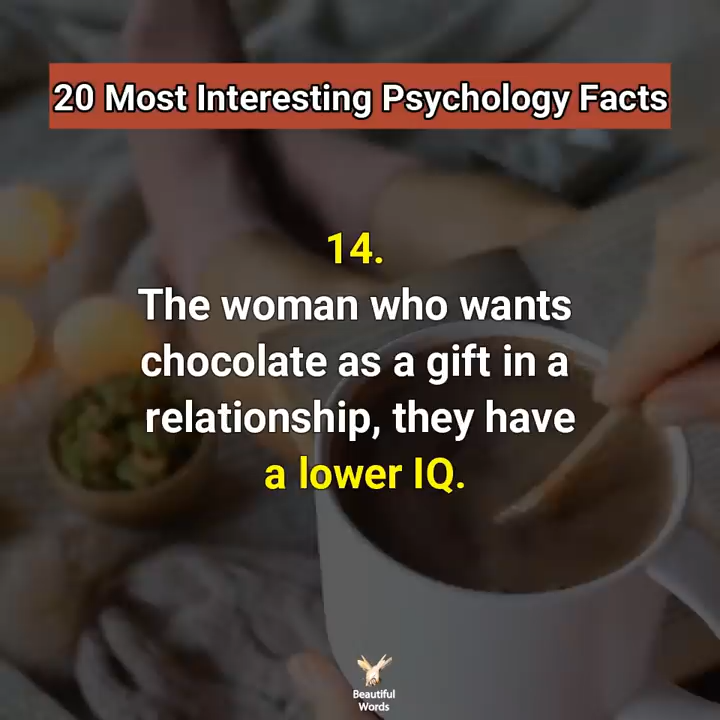 20 Most Interesting Psychology Facts
14.
The woman who wants
chocolate as a gift in a
relationship, they have
a lower IQ.
Beautiful
Words